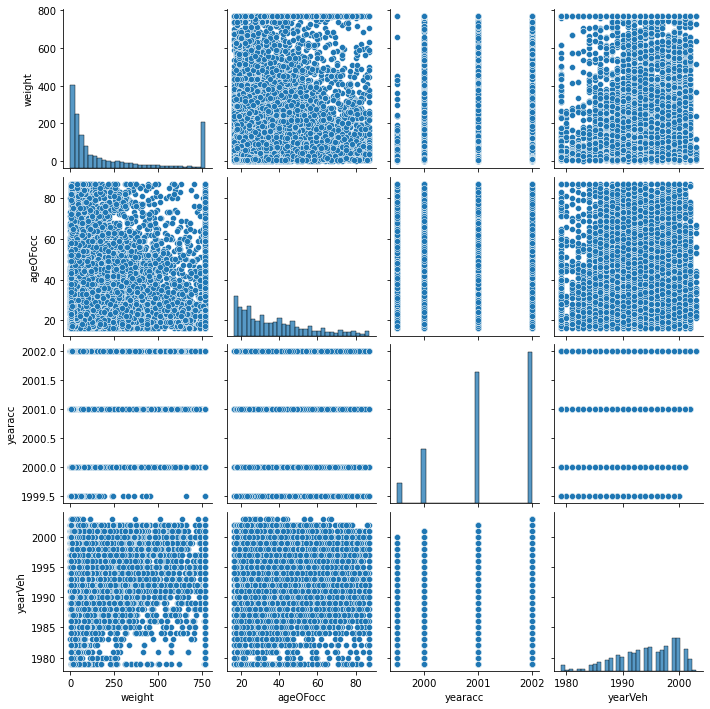 800
600
400
200
0
weight
80
60
40
20
ageOFocc
2002.0
2001.5
2001.0
2000.5
2000.0
1999.5
yearacc
2000
1995
1990
1985
1980
yearVeh
0 250 500 750
weight
20 40 60 80
ageOFocc
2000 2001 2002
yearacc
1980 1990 2000
yearVeh